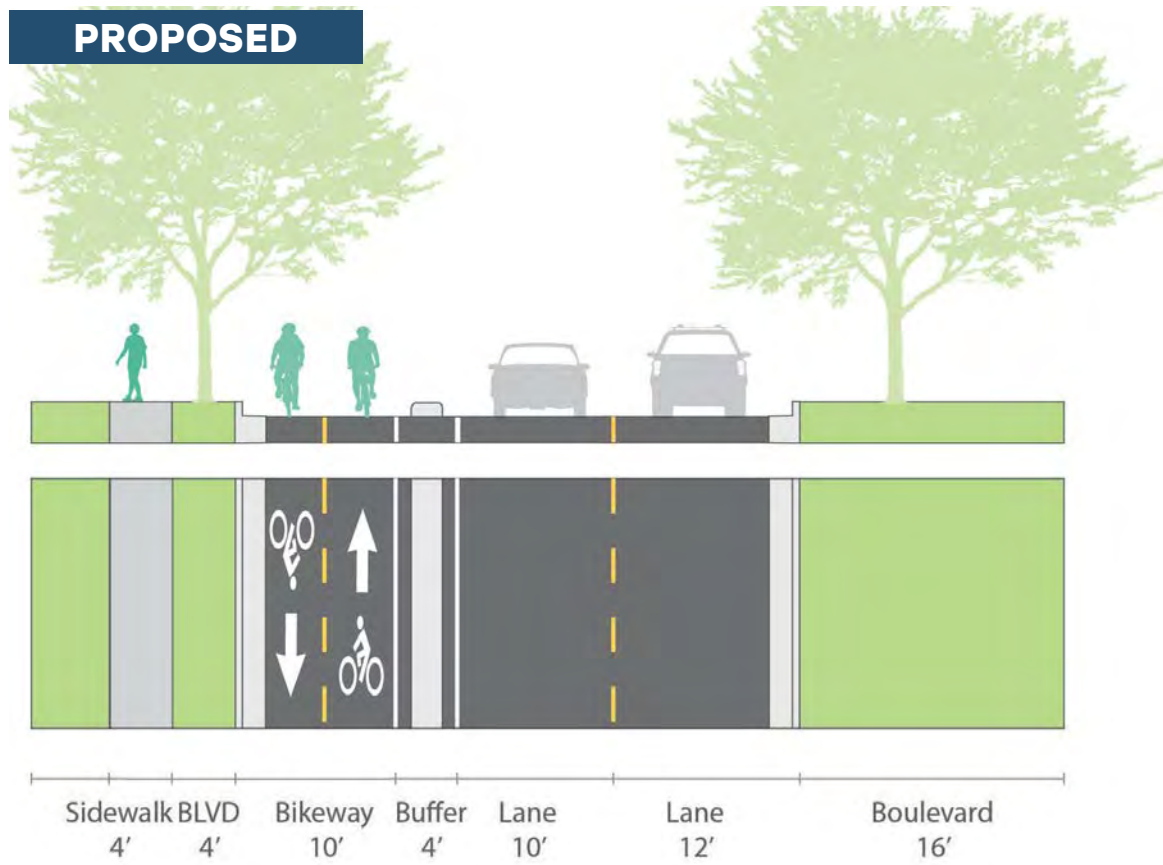 PROPOSED
Sidewalk BLVD Bikeway Buffer Lane Lane Boulevard
4’ 4’ 10’ 4’ 10’ 12’ 16’